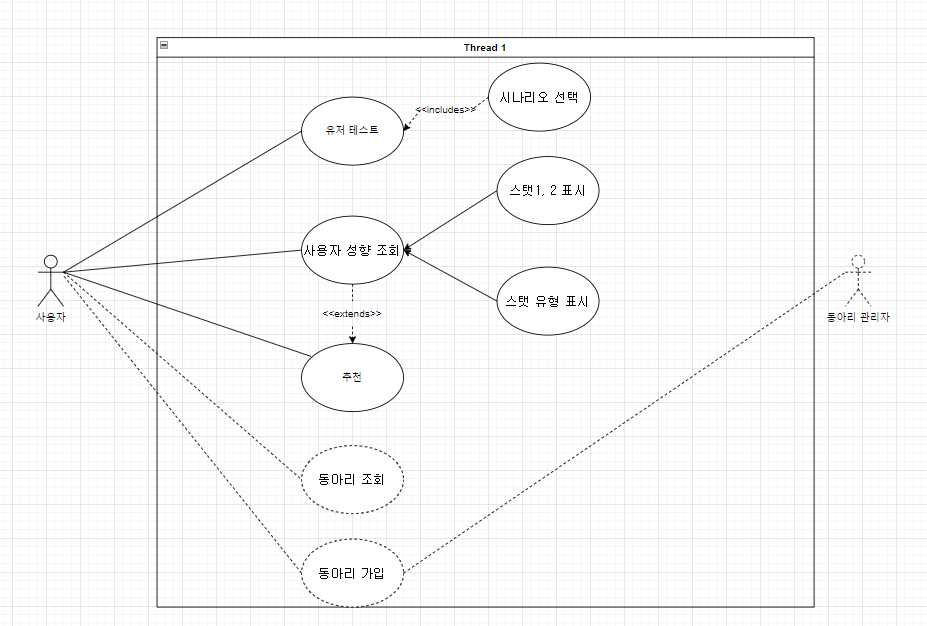 Thread 1
시나리오 선택
<<includes>>
유저 테스트
스탯1, 2 표시
사용자 성향 조회
스탯 유형 표시
<<extends>>
사용자
동아리 관리자
추천
동아리 조회
동아리 가입